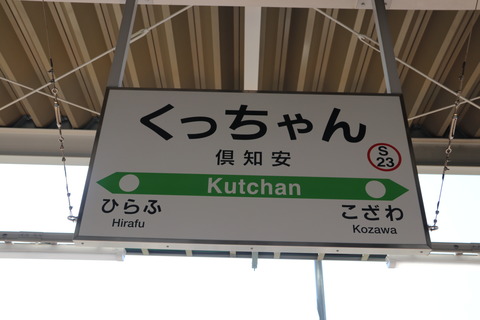 くっちゃん
倶知安
S
23
Kutchan
ひらふ
Hirafu
こざわ
Kozawa